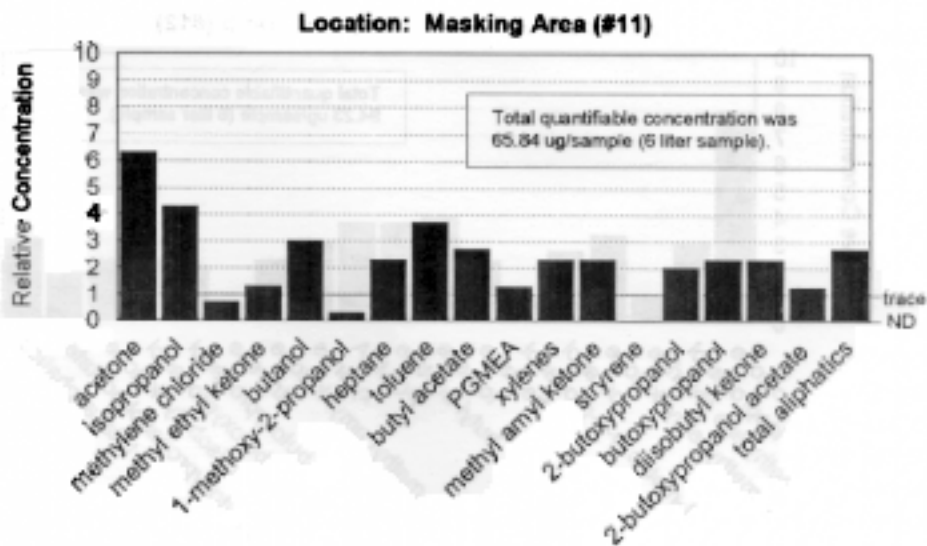 Location: Masking Area (#11)
10
9
8
7
6
5
4
3
2
1
0
Relative Concentration
Total quantifiable concentration was
65.84 ug/sample (6 liter sample).
trace
ND
acetone
isopropanol
methylene chloride
methyl ethyl ketone
butanol
1-methoxy-2-propanol
heptane
toluene
butyl acetate
PGMEA
xylenes
methyl amyl ketone
stryrene
2-butoxypropanol
butoxypropanol
diisobutyl ketone
2-butoxypropanol acetate
total aliphatics